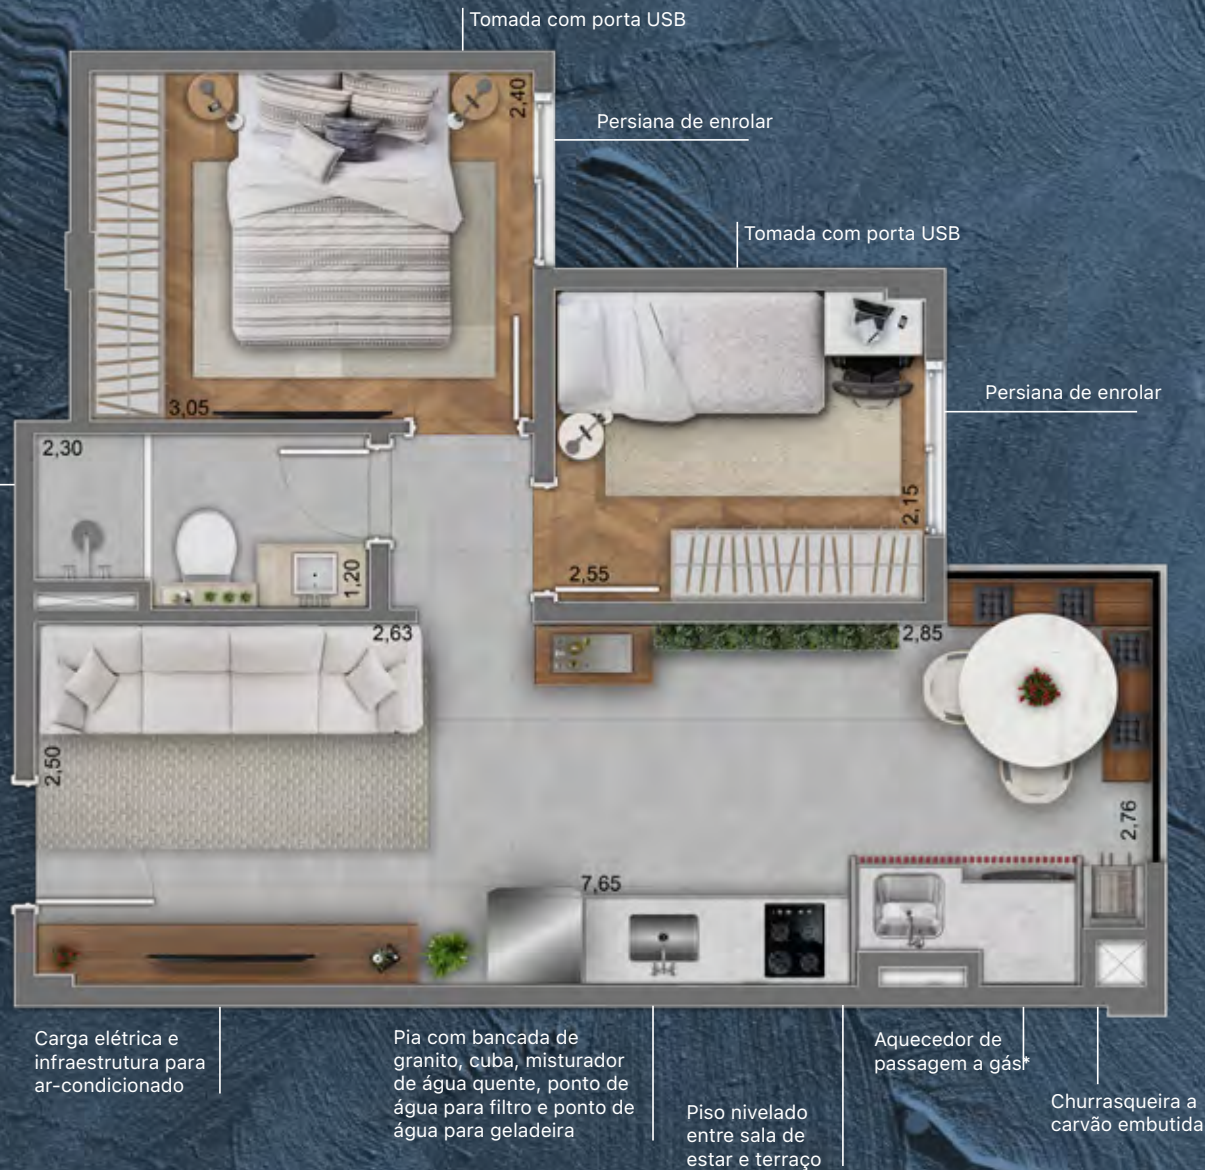 Tomada com porta USB
2,40
Persiana de enrolar
Tomada com porta USB
Persiana de enrolar
3,05
2,30
2,15
2,55
1,20
2,63
2,85
2,50
2,76
7,65
Carga elétrica e
infraestrutura para
ar-condicionado
Pia com bancada de
granito, cuba, misturador
de água quente, ponto de
água para filtro e ponto de
água para geladeira
Piso nivelado
entre sala de
estar e terraço
Aquecedor de
passagem a gás*
Churrasqueira a
carvão embutida